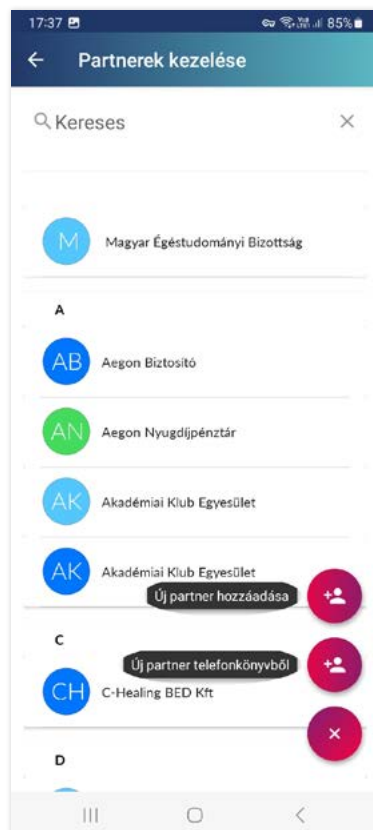 17:37 85%
Partnerek kezelése
Kereses
M Magyar Égéstudományi Bizottság
A
AB Aegon Biztosító
AN Aegon Nyugdíjpénztár
AK Akadémiai Klub Egyesület
AK Akadémiai Klub Egyesület
Új partner hozzáadása
C
Új partner telefonkönyvből
CH C-Healing BED Kft
D